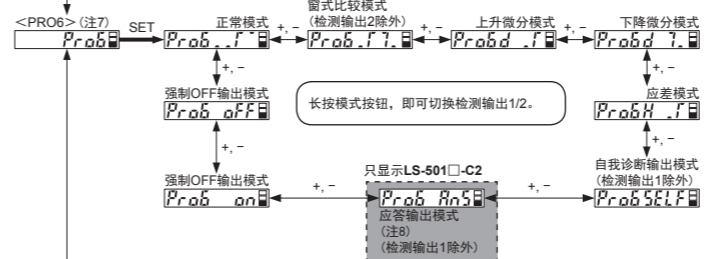 <PRO6>(注7)
Pro6
SET
正常模式
Pro6
+, −
窗式比较模式
(检测输出2除外)
Pro6
+, −
上升微分模式
Pro6d
+, −
下降微分模式
Pro6d
+, −
+, −
强制OFF输出模式
Pro6 oFF
长按模式按钮，即可切换检测输出1/2。
应差模式
Pro6H
+, −
+, −
强制OFF输出模式
Pro6 on
+, −
只显示LS-501□-C2
Pro6 AnS
应答输出模式
(注8)
(检测输出1除外)
+, −
自我诊断输出模式
(检测输出1除外)
Pro6SELF